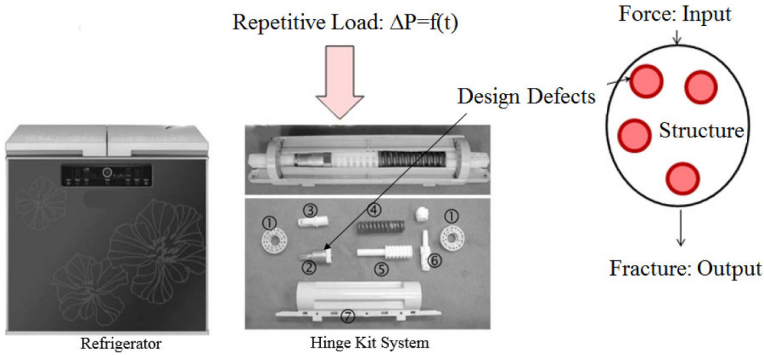 Repetitive Load: ΔP=f(t)
Force: Input
Design Defects
Structure
Fracture: Output
① ③ ④ ①
② ⑤ ⑥
⑦
Refrigerator
Hinge Kit System